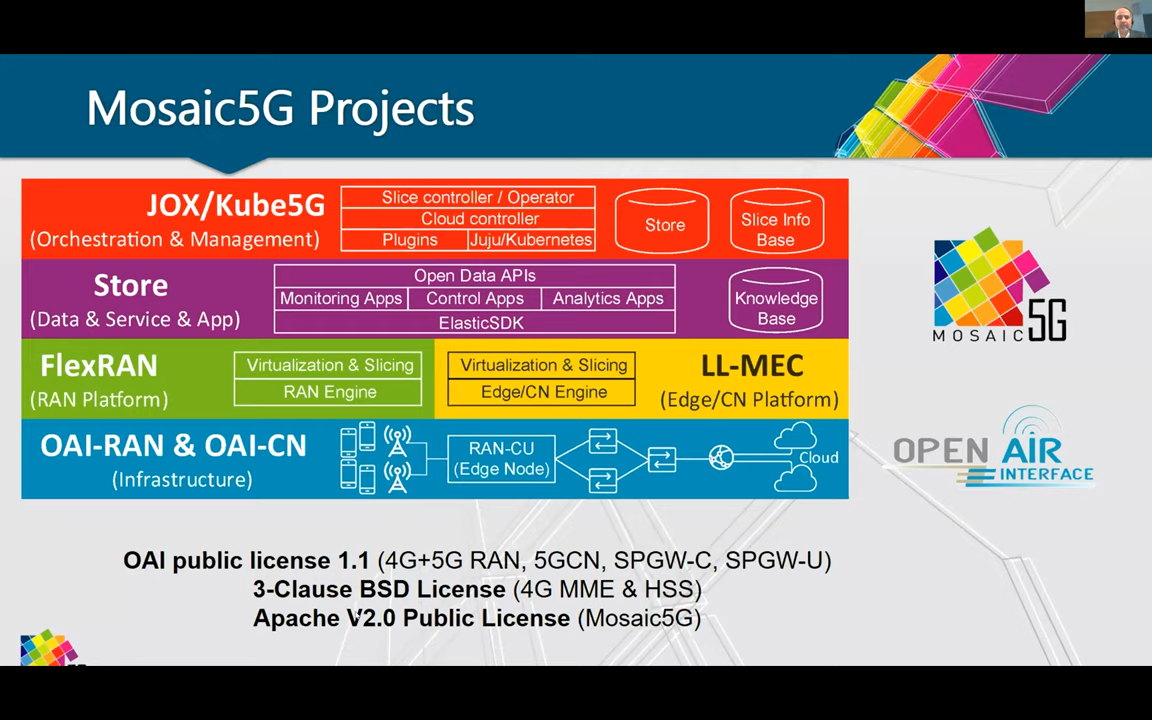 Mosaic5G Projects
JOX/Kube5G
(Orchestration & Management)
Slice controller / Operator
Cloud controller
Plugins
Juju/Kubernetes
Store
Slice Info
Base
Store
(Data & Service & App)
Open Data APIs
Monitoring Apps
Control Apps
Analytics Apps
ElasticSDK
Knowledge
Base
FlexRAN
(RAN Platform)
Virtualization & Slicing
RAN Engine
Virtualization & Slicing
Edge/CN Engine
LL-MEC
(Edge/CN Platform)
OAI-RAN & OAI-CN
(Infrastructure)
RAN-CU
(Edge Node)
Cloud
MOSAIC5G
OPEN AIR
INTERFACE
OAI public license 1.1 (4G+5G RAN, 5GCN, SPGW-C, SPGW-U)
3-Clause BSD License (4G MME & HSS)
Apache V2.0 Public License (Mosaic5G)